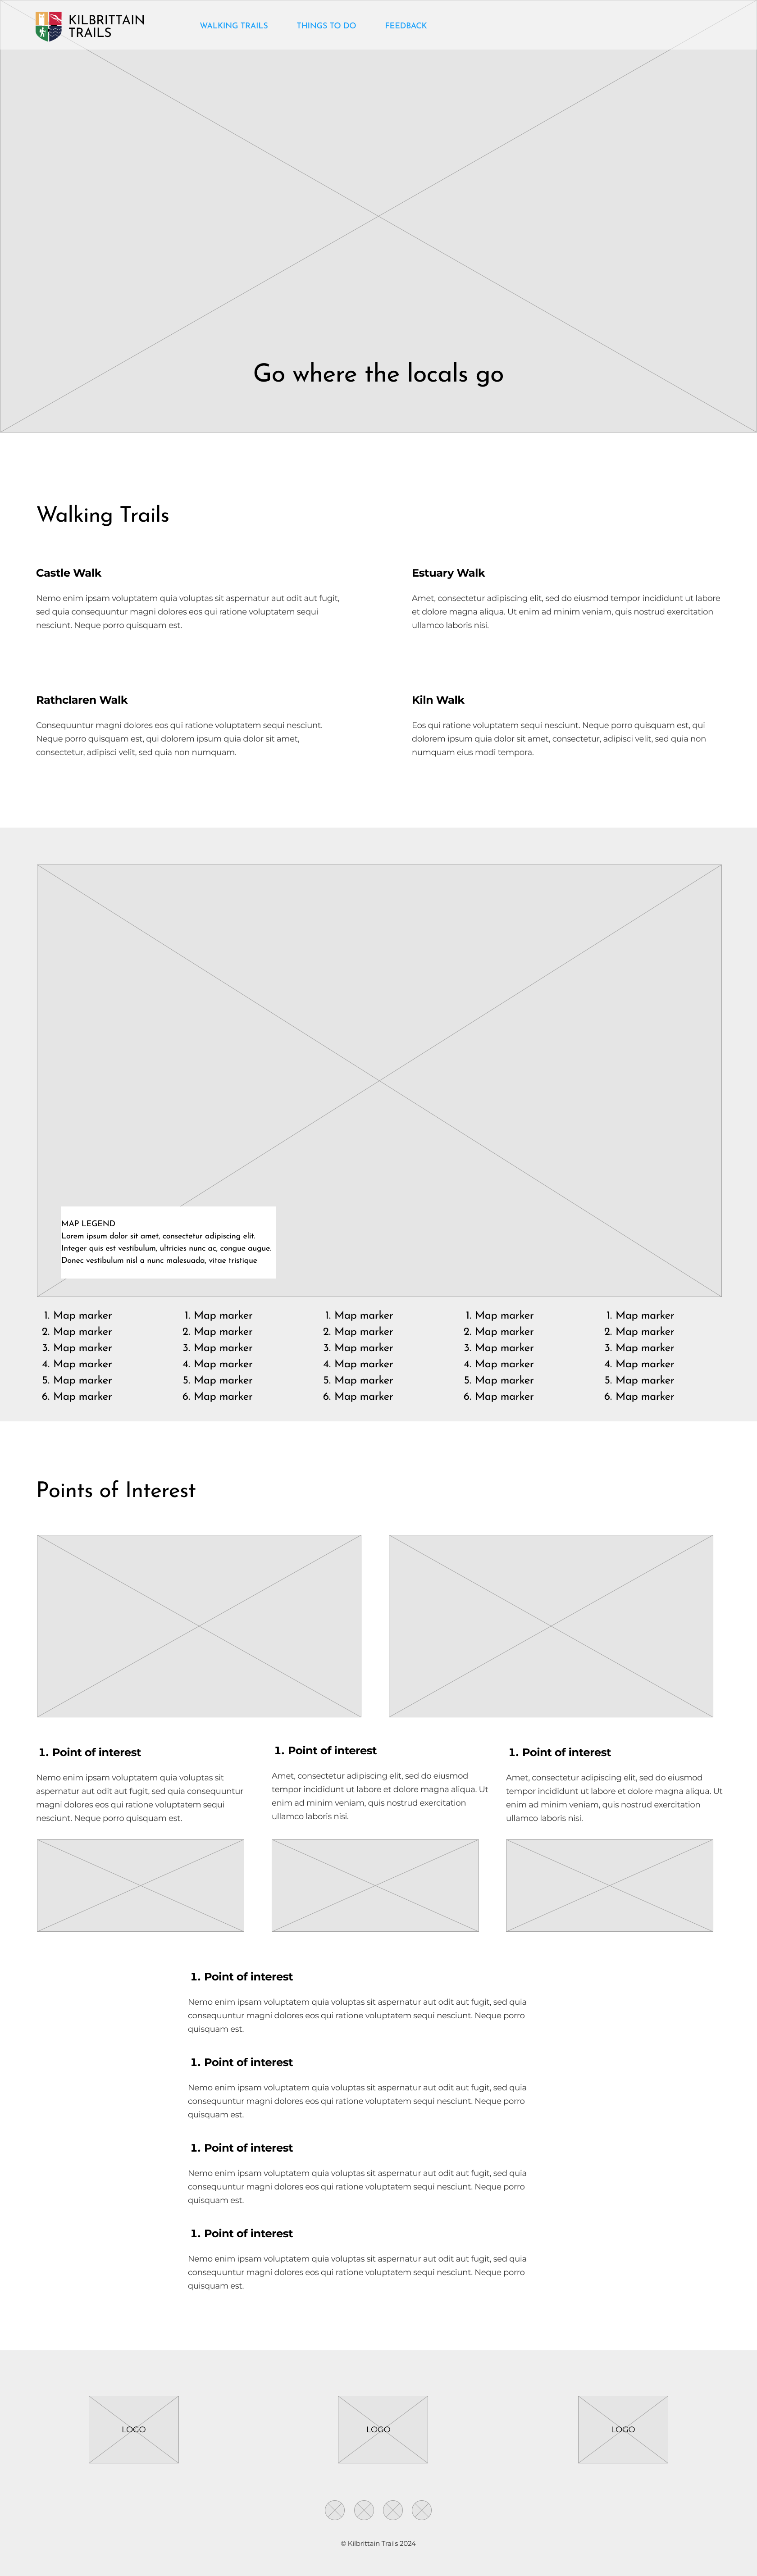 KILBRITTAIN
TRAILS
WALKING TRAILS
THINGS TO DO
FEEDBACK
Go where the locals go
Walking Trails
Castle Walk
Nemo enim ipsam voluptatem quia voluptas sit aspernatur aut odit aut fugit,
sed quia consequuntur magni dolores eos qui ratione voluptatem sequi
nesciunt. Neque porro quisquam est.
Estuary Walk
Amet, consectetur adipiscing elit, sed do eiusmod tempor incididunt ut labore
et dolore magna aliqua. Ut enim ad minim veniam, quis nostrud exercitation
ullamco laboris nisi.
Rathclaren Walk
Consequuntur magni dolores eos qui ratione voluptatem sequi nesciunt.
Neque porro quisquam est, qui dolorem ipsum quia dolor sit amet,
consectetur, adipisci velit, sed quia non numquam.
Kiln Walk
Eos qui ratione voluptatem sequi nesciunt. Neque porro quisquam est, qui
dolorem ipsum quia dolor sit amet, consectetur, adipisci velit, sed quia non
numquam eius modi tempora.
MAP LEGEND
Lorem ipsum dolor sit amet, consectetur adipiscing elit.
Integer quis est vestibulum, ultricies nunc ac, congue augue.
Donec vestibulum nisl a nunc malesuada, vitae tristique
1. Map marker
2. Map marker
3. Map marker
4. Map marker
5. Map marker
6. Map marker
1. Map marker
2. Map marker
3. Map marker
4. Map marker
5. Map marker
6. Map marker
1. Map marker
2. Map marker
3. Map marker
4. Map marker
5. Map marker
6. Map marker
1. Map marker
2. Map marker
3. Map marker
4. Map marker
5. Map marker
6. Map marker
1. Map marker
2. Map marker
3. Map marker
4. Map marker
5. Map marker
6. Map marker
Points of Interest
1. Point of interest
Nemo enim ipsam voluptatem quia voluptas sit
aspernatur aut odit aut fugit, sed quia consequuntur
magni dolores eos qui ratione voluptatem sequi
nesciunt. Neque porro quisquam est.
1. Point of interest
Amet, consectetur adipiscing elit, sed do eiusmod
tempor incididunt ut labore et dolore magna aliqua. Ut
enim ad minim veniam, quis nostrud exercitation
ullamco laboris nisi.
1. Point of interest
Amet, consectetur adipiscing elit, sed do eiusmod
tempor incididunt ut labore et dolore magna aliqua. Ut
enim ad minim veniam, quis nostrud exercitation
ullamco laboris nisi.
1. Point of interest
Nemo enim ipsam voluptatem quia voluptas sit aspernatur aut odit aut fugit, sed quia
consequuntur magni dolores eos qui ratione voluptatem sequi nesciunt. Neque porro
quisquam est.
1. Point of interest
Nemo enim ipsam voluptatem quia voluptas sit aspernatur aut odit aut fugit, sed quia
consequuntur magni dolores eos qui ratione voluptatem sequi nesciunt. Neque porro
quisquam est.
1. Point of interest
Nemo enim ipsam voluptatem quia voluptas sit aspernatur aut odit aut fugit, sed quia
consequuntur magni dolores eos qui ratione voluptatem sequi nesciunt. Neque porro
quisquam est.
1. Point of interest
Nemo enim ipsam voluptatem quia voluptas sit aspernatur aut odit aut fugit, sed quia
consequuntur magni dolores eos qui ratione voluptatem sequi nesciunt. Neque porro
quisquam est.
LOGO
LOGO
LOGO
© Kilbrittain Trails 2024